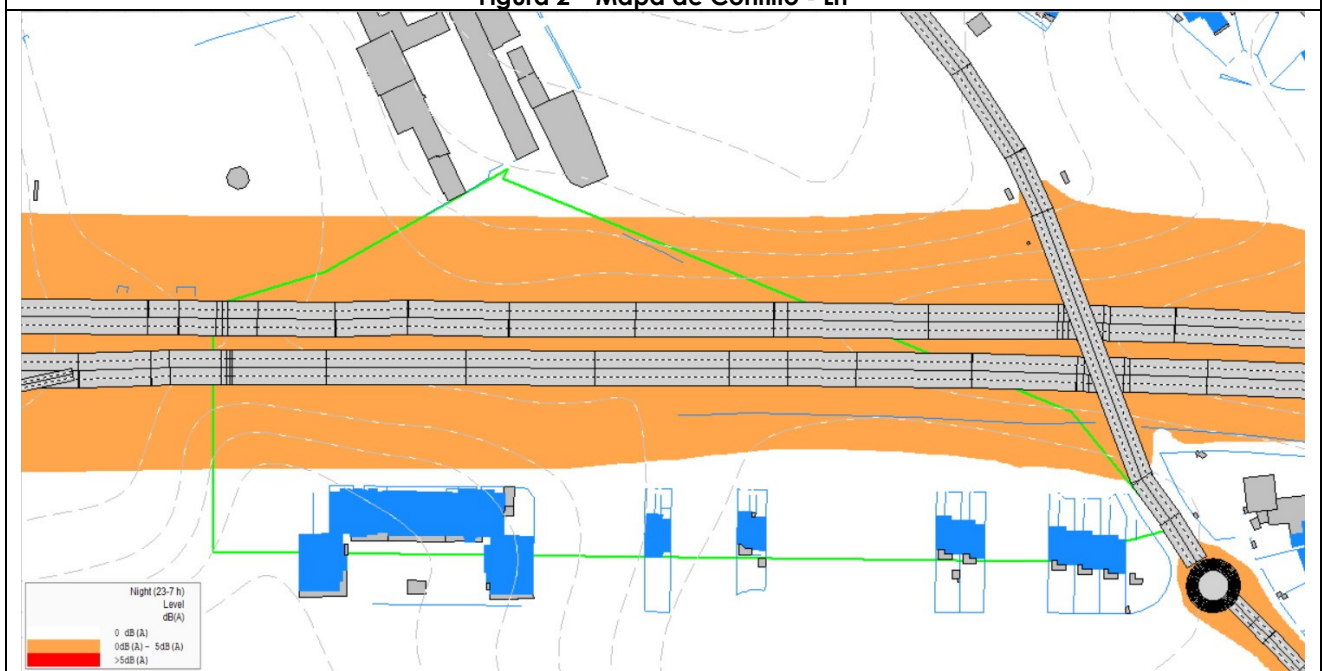 Figura 2 – Mapa de Conflito - Ln
Night (23-7 h)
Level
dB(A)
0 dB(A)
0dB(A) - 5dB(A)
>5dB(A)